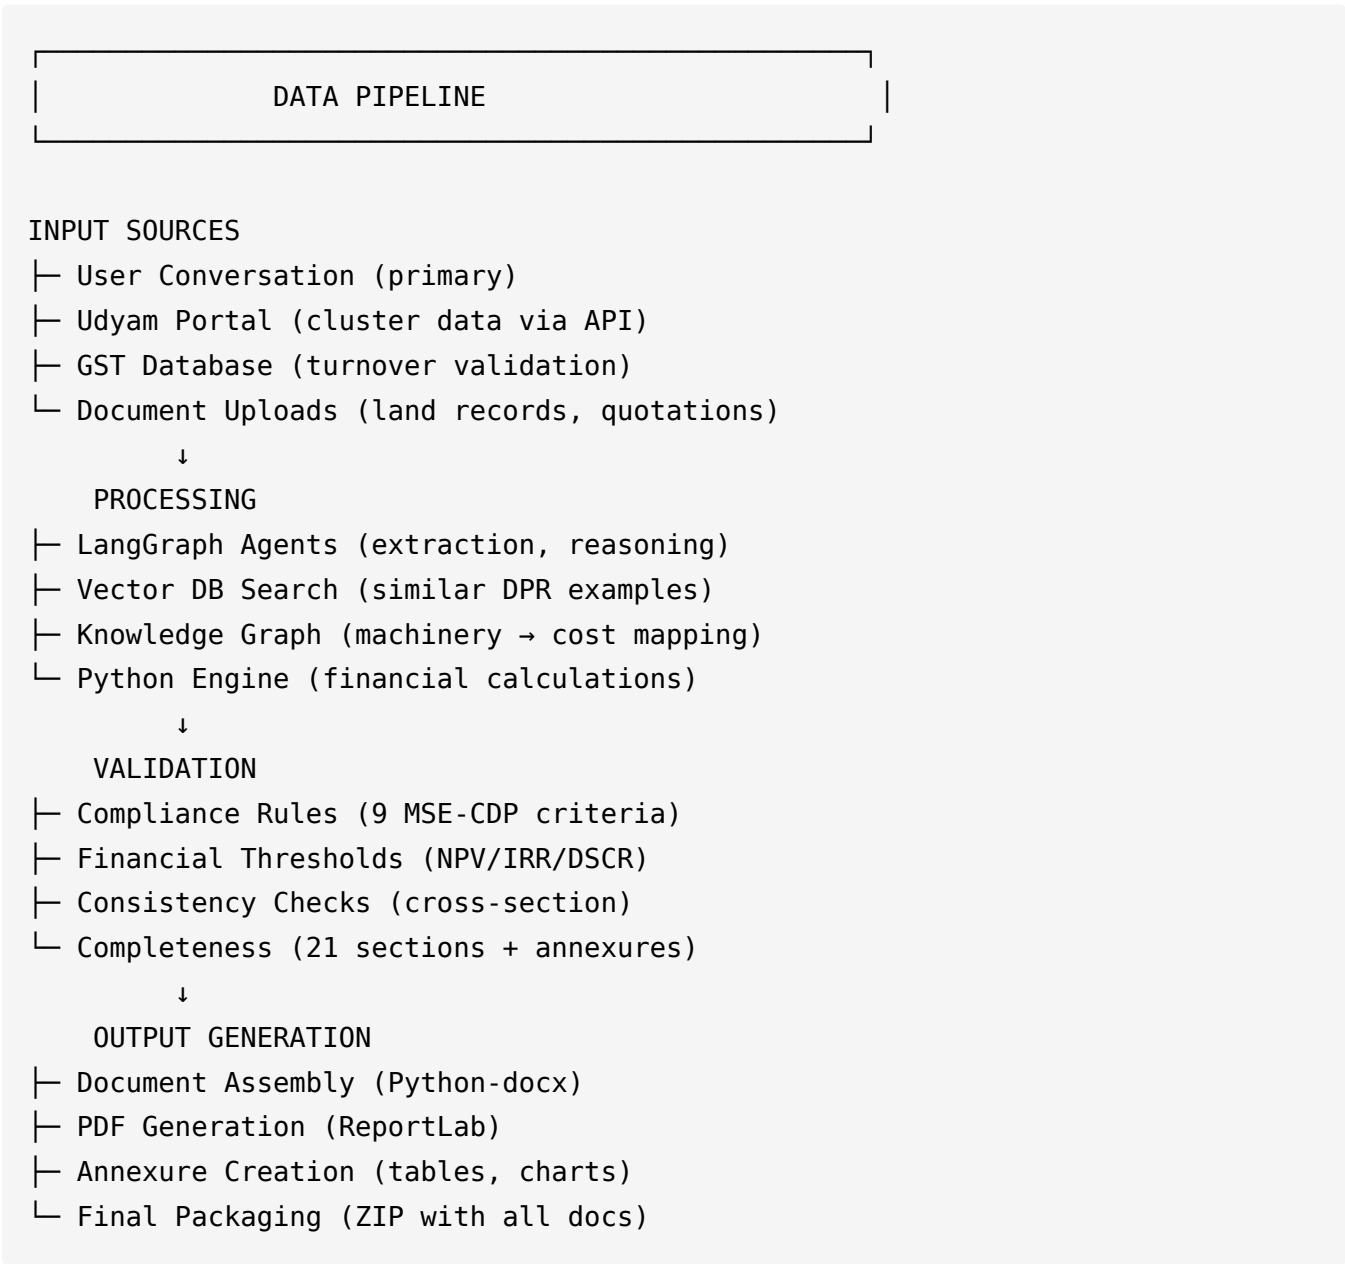 ┌───────────────────────────────────────────────────┐
│              DATA PIPELINE                        │
└───────────────────────────────────────────────────┘
INPUT SOURCES
├─ User Conversation (primary)
├─ Udyam Portal (cluster data via API)
├─ GST Database (turnover validation)
└─ Document Uploads (land records, quotations)
         ↓
    PROCESSING
├─ LangGraph Agents (extraction, reasoning)
├─ Vector DB Search (similar DPR examples)
├─ Knowledge Graph (machinery → cost mapping)
└─ Python Engine (financial calculations)
         ↓
    VALIDATION
├─ Compliance Rules (9 MSE-CDP criteria)
├─ Financial Thresholds (NPV/IRR/DSCR)
├─ Consistency Checks (cross-section)
└─ Completeness (21 sections + annexures)
         ↓
    OUTPUT GENERATION
├─ Document Assembly (Python-docx)
├─ PDF Generation (ReportLab)
├─ Annexure Creation (tables, charts)
└─ Final Packaging (ZIP with all docs)